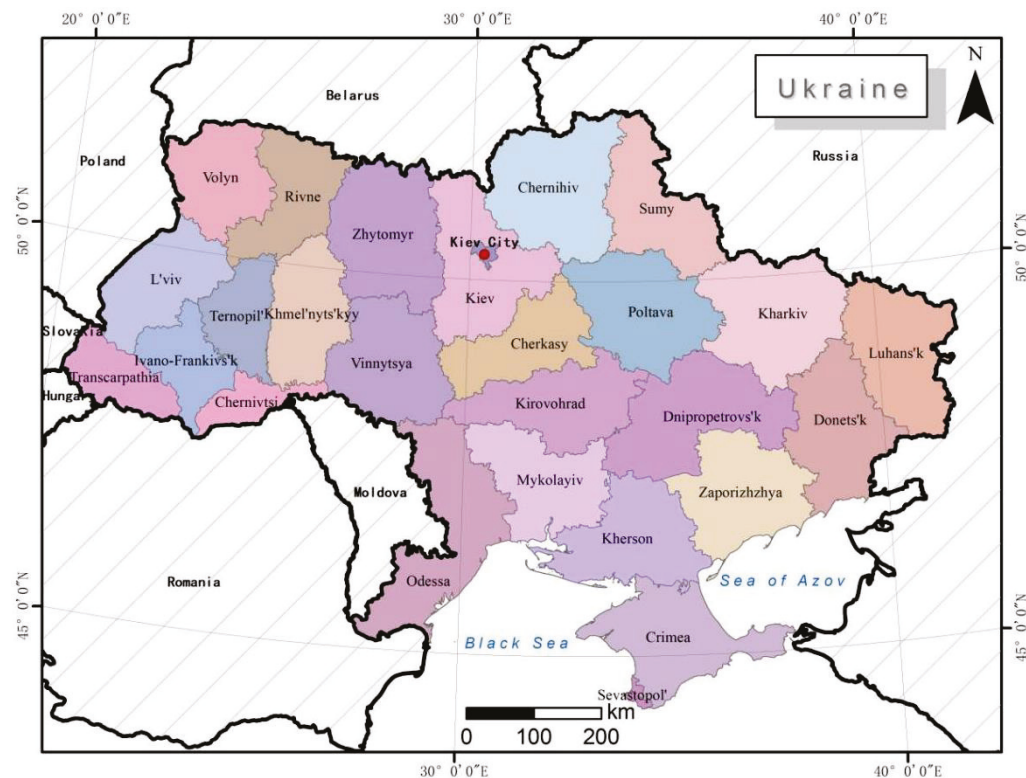 20° 0'0"E
30° 0'0"E
40° 0'0"E
N
Ukraine
Belarus
Poland
Russia
Volyn
Rivne
Chernihiv
Sumy
50° 0'0"N
50° 0'0"N
Zhytomyr
Kiev City
L'viv
Kiev
Ternopil'
Khmel'nyts'kyy
Poltava
Kharkiv
Slovakia
Cherkasy
Luhans'k
Ivano-Frankivs'k
Vinnytsya
Transcarpathia
Hungar
Chernivtsi
Kirovohrad
Dnipropetrovs'k
Donets'k
Moldova
Mykolayiv
Zaporizhzhya
Kherson
Romania
Odessa
Sea of Azov
45° 0'0"N
45° 0'0"N
Black Sea
Crimea
Sevastopol'
km
0 100 200
30° 0'0"E
40° 0'0"E